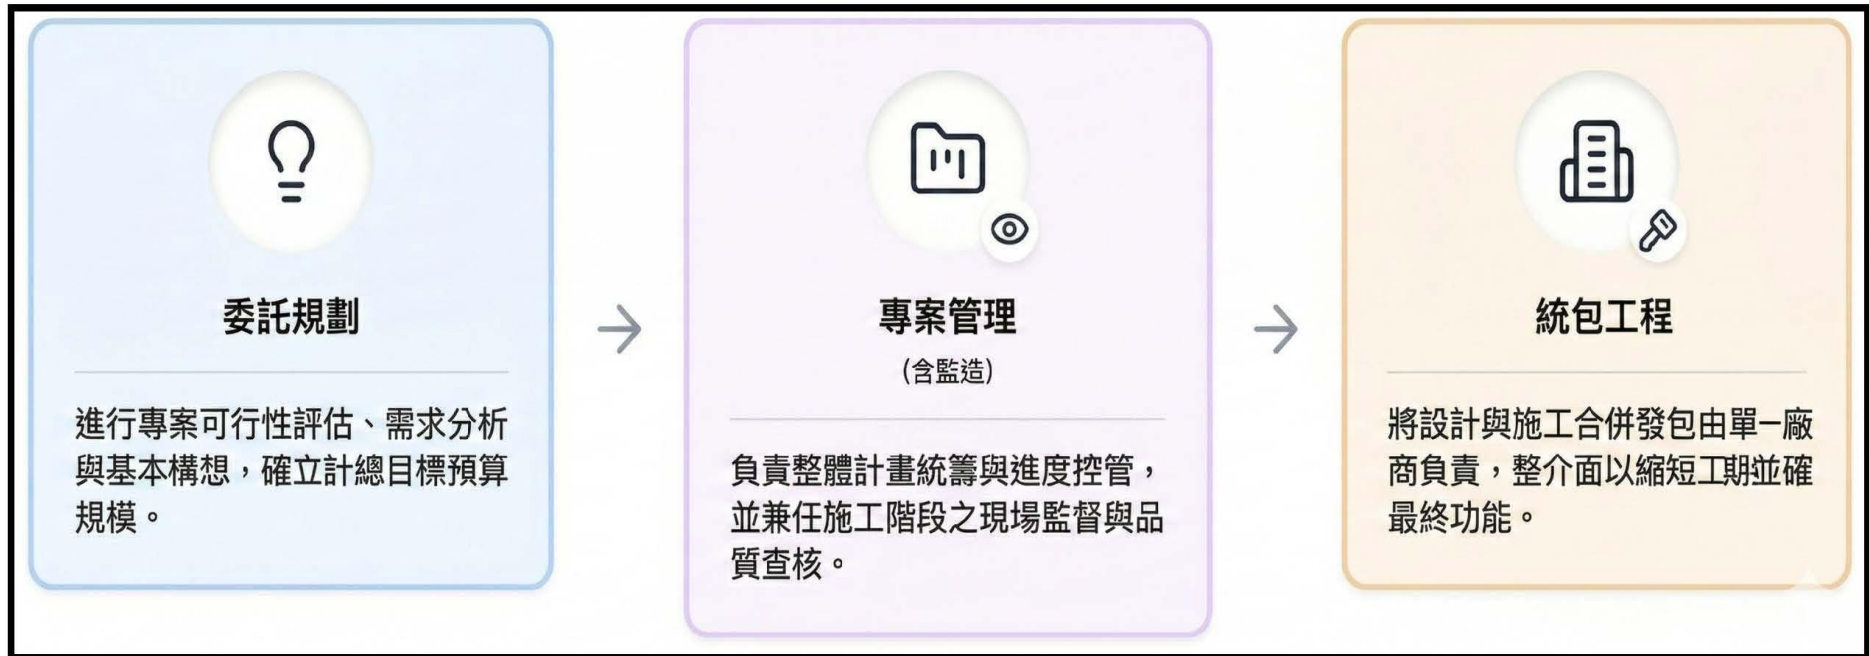 委託規劃
進行專案可行性評估、需求分析
與基本構想，確立計總目標預算
規模。
專案管理
(含監造)
負責整體計畫統籌與進度控管，
並兼任施工階段之現場監督與品
質查核。
統包工程
將設計與施工合併發包由單一廠
商負責，整介面以縮短工期並確
最終功能。